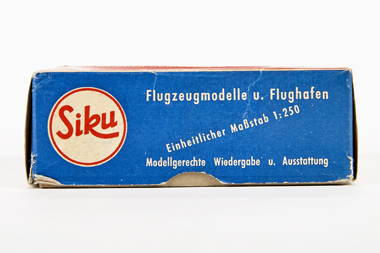 Siku
Flugzeugmodelle u. Flughafen
Einheitlicher Maßstab 1:250
Modellgerechte Wiedergabe u. Ausstattung